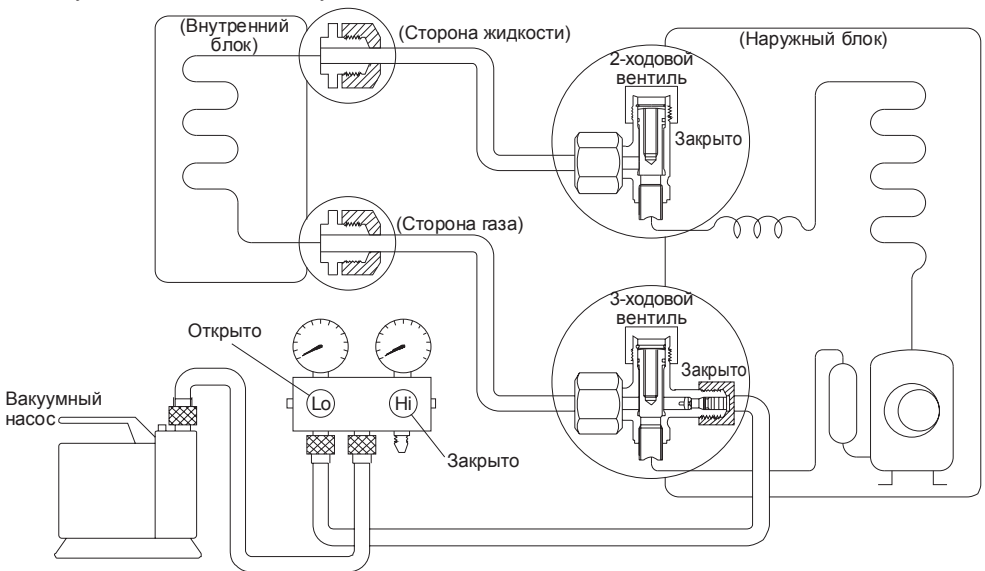 (Внутренний
блок)
(Сторона жидкости)
(Наружный блок)
2-ходовой
вентиль
Закрыто
(Сторона газа)
3-ходовой
вентиль
Закрыто
Открыто
Вакуумный
насос
Lo
Hi
Закрыто